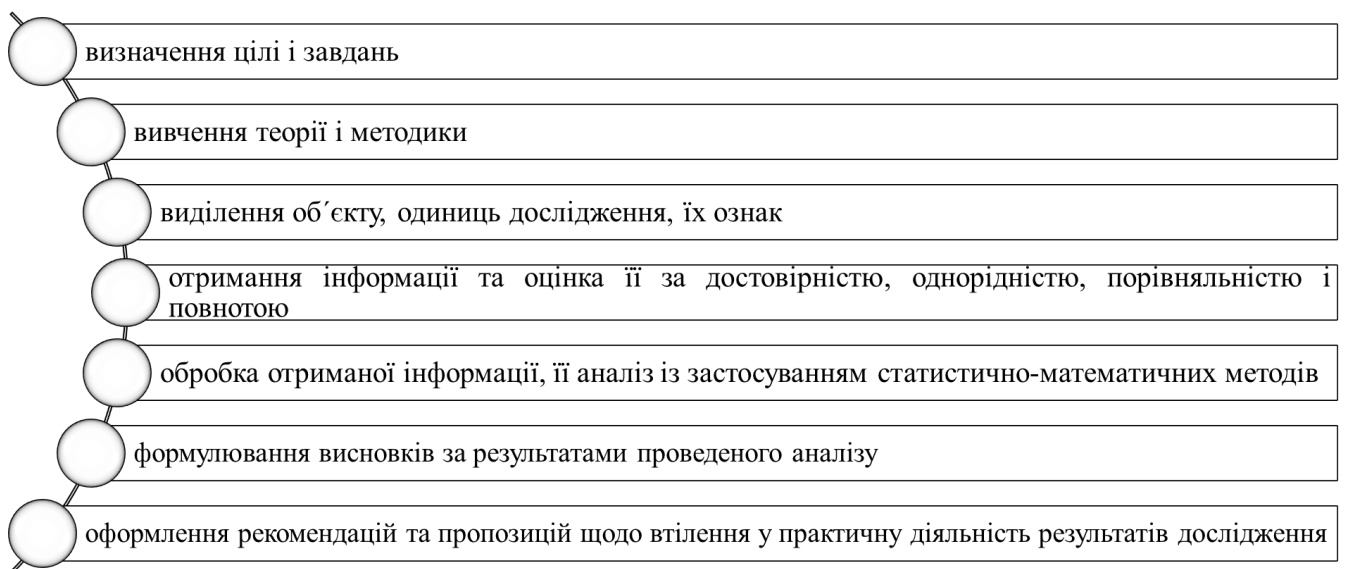 визначення цілі і завдань
вивчення теорії і методики
виділення об´єкту, одиниць дослідження, їх ознак
отримання інформації та оцінка її за достовірністю, однорідністю, порівняльністю і
повнотою
обробка отриманої інформації, її аналіз із застосуванням статистично-математичних методів
формулювання висновків за результатами проведеного аналізу
оформлення рекомендацій та пропозицій щодо втілення у практичну діяльність результатів дослідження